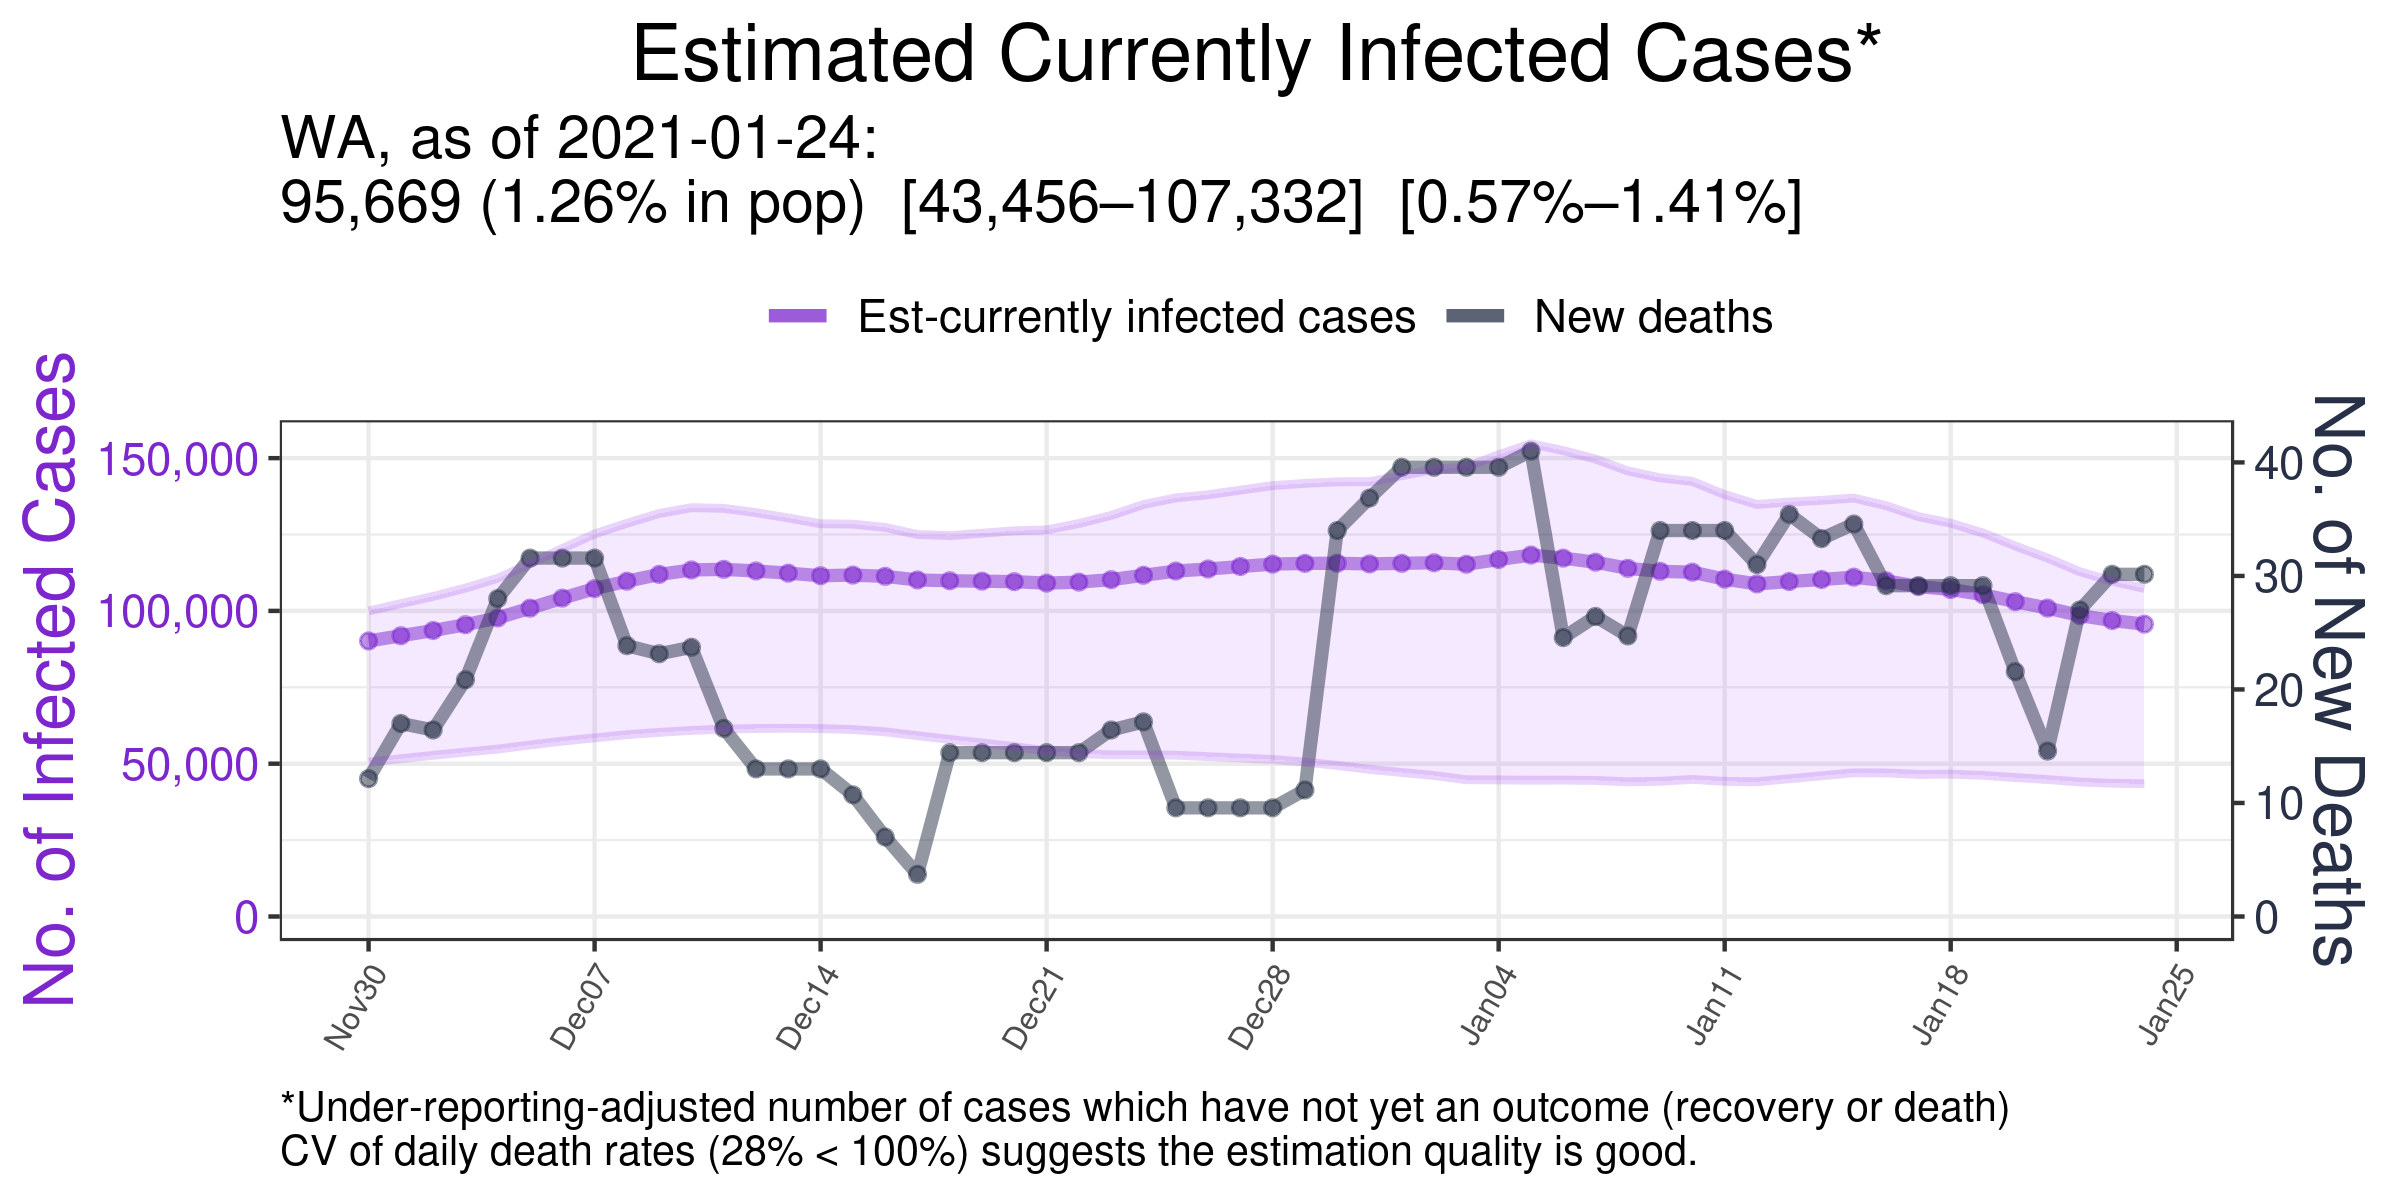 Estimated Currently Infected Cases*
WA, as of 2021-01-24:
95,669 (1.26% in pop)  [43,456–107,332]  [0.57%–1.41%]
Est-currently infected cases
New deaths
No. of Infected Cases
150,000
100,000
50,000
0
40
30
20
10
0
No. of New Deaths
Nov30
Dec07
Dec14
Dec21
Dec28
Jan04
Jan11
Jan18
Jan25
*Under-reporting-adjusted number of cases which have not yet an outcome (recovery or death)
CV of daily death rates (28% < 100%) suggests the estimation quality is good.